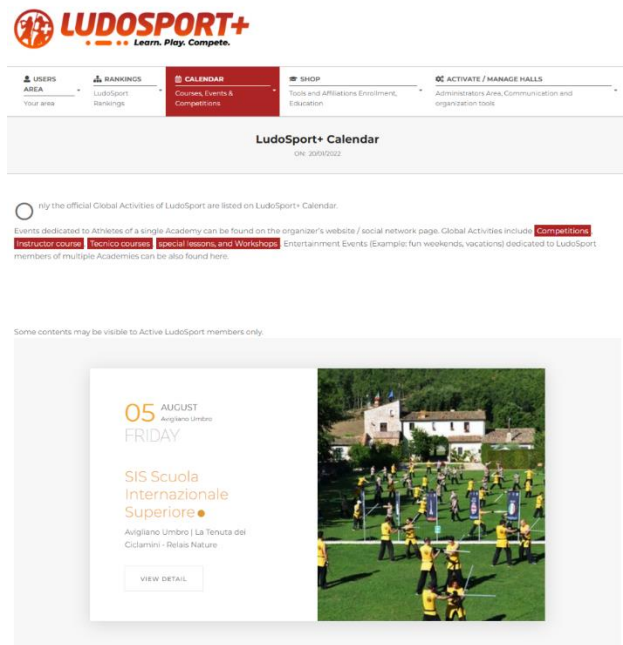 LUDOSPORT+
Learn. Play. Compete.
USERS AREA
Your area
RANKINGS
LudoSport Rankings
CALENDAR
Courses, Events & Competitions
SHOP
Tools and Affiliations Enrollment, Education
ACTIVATE / MANAGE HALLS
Administrators Area, Communication and organization tools
LudoSport+ Calendar
ON: 20/01/2022
Only the official Global Activities of LudoSport are listed on LudoSport+ Calendar.
Events dedicated to Athletes of a single Academy can be found on the organizer's website / social network page. Global Activities include Competitions
Instructor course Tecnico courses special lessons, and Workshops. Entertainment Events (Example: fun weekends, vacations) dedicated to LudoSport
members of multiple Academies can be also found here.
Some contents may be visible to Active LudoSport members only.
05 AUGUST
Avigliano Umbro
FRIDAY
SIS Scuola
Internazionale
Superiore
Avigliano Umbro | La Tenuta dei
Ciclamini - Relais Nature
VIEW DETAIL